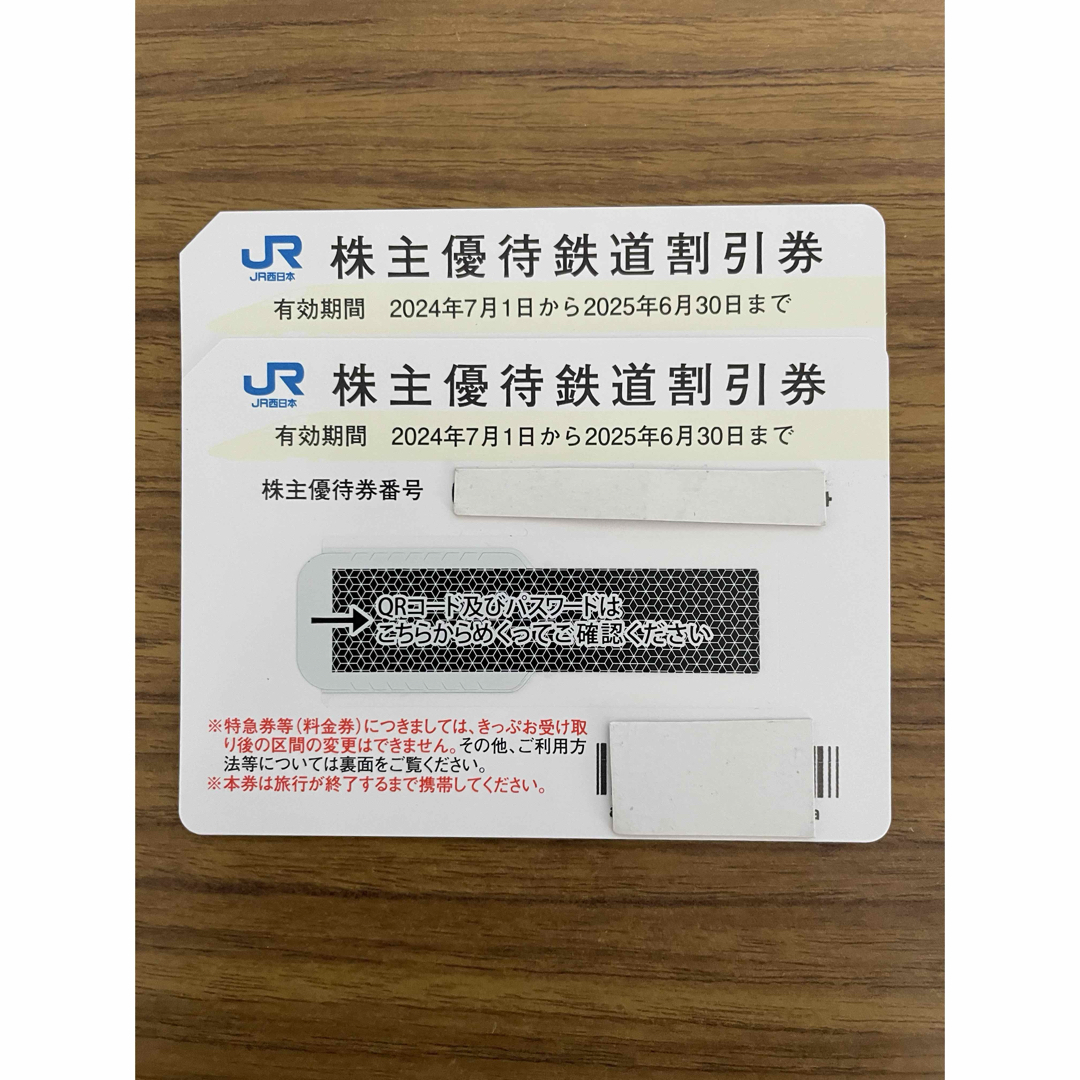 JR 株主優待鉄道割引券
JR西日本
有効期間 2024年7月1日から2025年6月30日まで
JR 株主優待鉄道割引券
JR西日本
有効期間 2024年7月1日から2025年6月30日まで
株主優待券番号
QRコード及びパスワードは
こちらからめくってご確認ください
※特急券等(料金券)につきましては、きっぷお受け取
り後の区間の変更はできません。その他、ご利用方
法等については裏面をご覧ください。
※本券は旅行が終了するまで携帯してください。